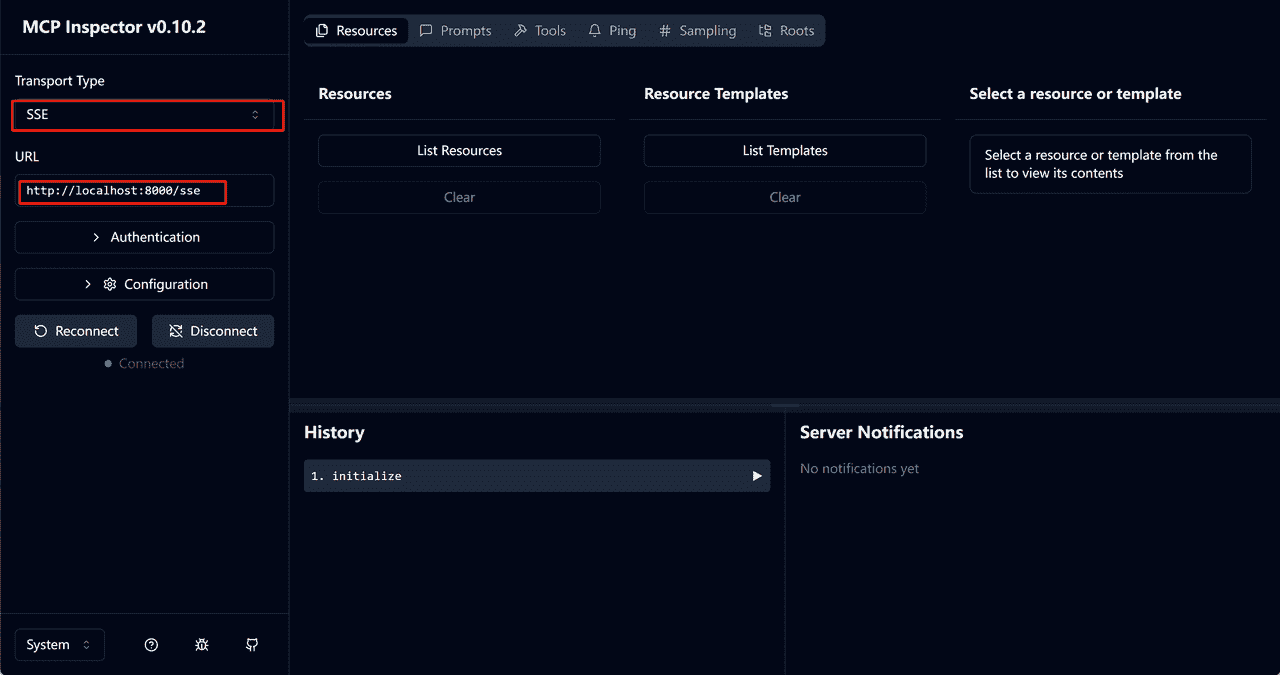 MCP Inspector v0.10.2
Transport Type
SSE
URL
http://localhost:8000/sse
Authentication
Configuration
Reconnect
Disconnect
Connected
System
Resources
Prompts
Tools
Ping
Sampling
Roots
Resources
List Resources
Clear
Resource Templates
List Templates
Clear
Select a resource or template
Select a resource or template from the
list to view its contents
History
1. initialize
Server Notifications
No notifications yet